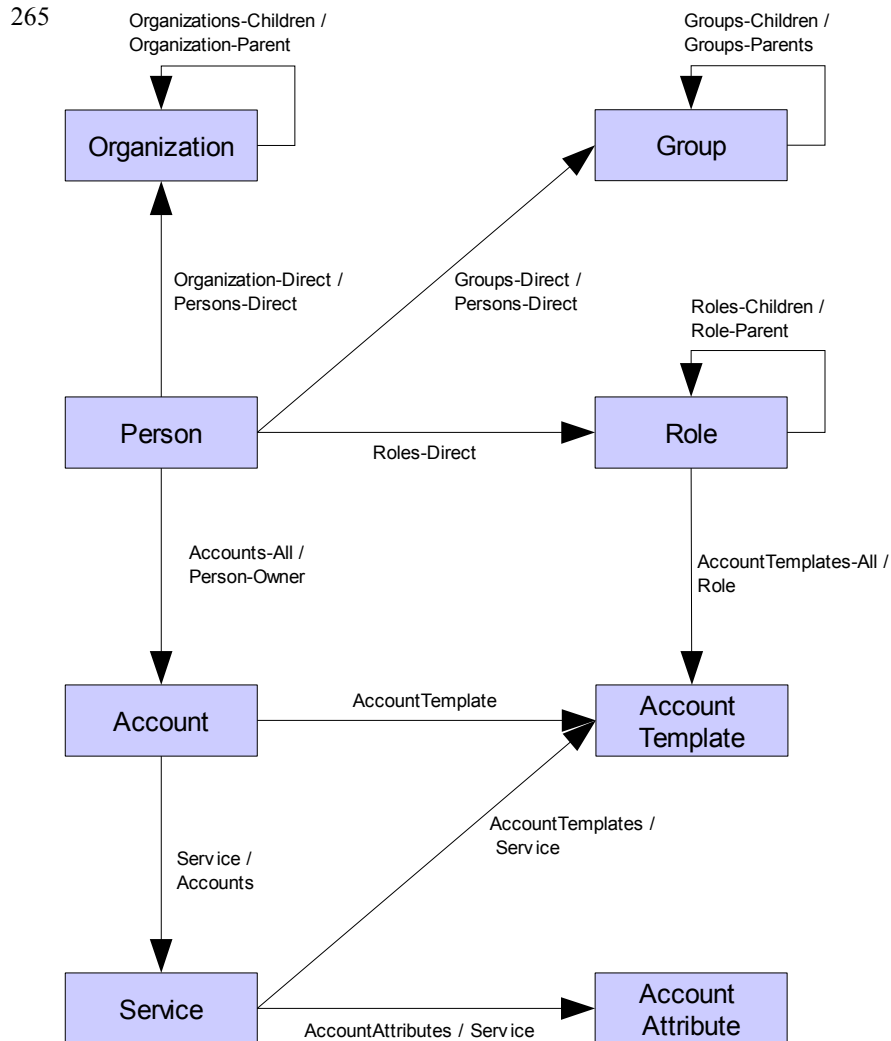 265
Organizations-Children /
Organization-Parent
Groups-Children /
Groups-Parents
Organization
Group
Organization-Direct /
Persons-Direct
Groups-Direct /
Persons-Direct
Roles-Children /
Role-Parent
Person
Role
Roles-Direct
Accounts-All /
Person-Owner
AccountTemplates-All /
Role
Account
AccountTemplate
Account
Template
AccountTemplates /
Service
Service /
Accounts
Service
AccountAttributes / Service
Account
Attribute